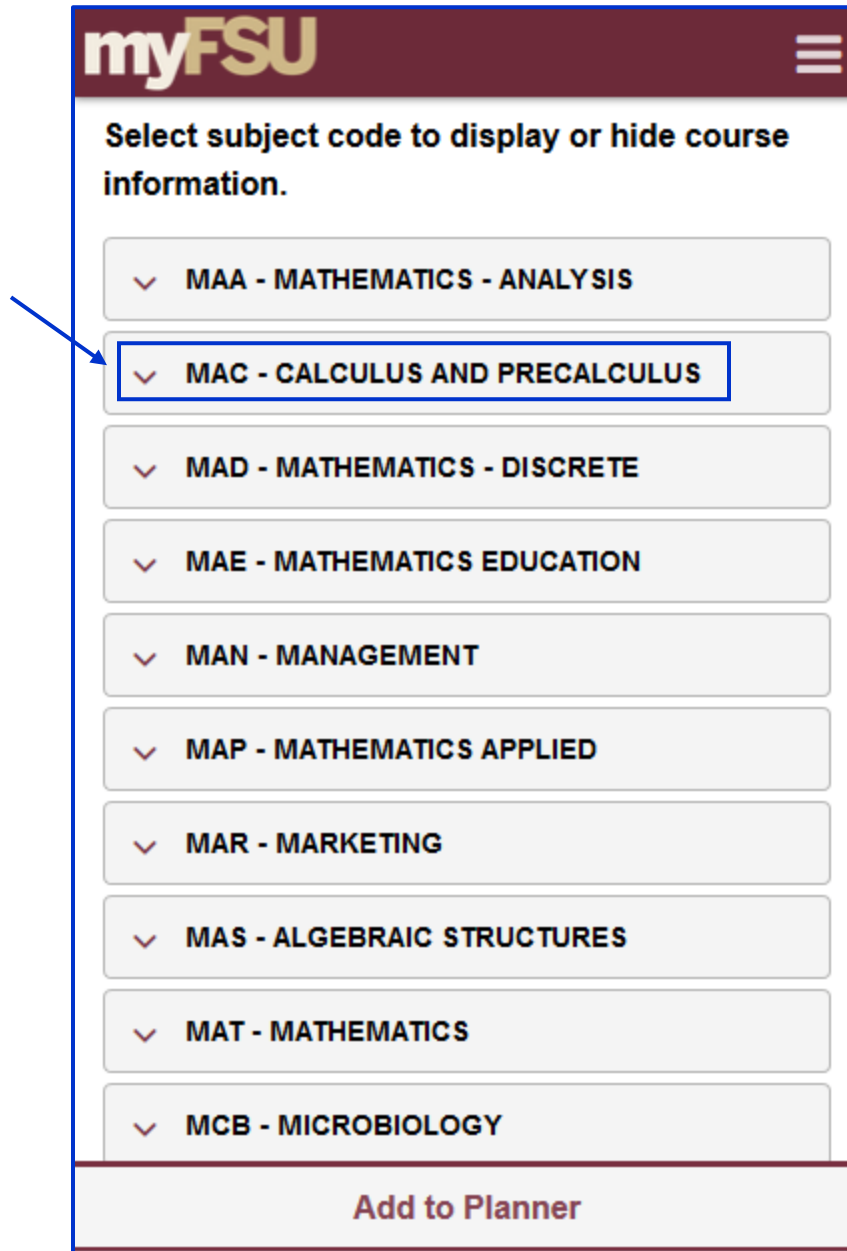 myFSU
Select subject code to display or hide course
information.
MAA - MATHEMATICS - ANALYSIS
MAC - CALCULUS AND PRECALCULUS
MAD - MATHEMATICS - DISCRETE
MAE - MATHEMATICS EDUCATION
MAN - MANAGEMENT
MAP - MATHEMATICS APPLIED
MAR - MARKETING
MAS - ALGEBRAIC STRUCTURES
MAT - MATHEMATICS
MCB - MICROBIOLOGY
Add to Planner